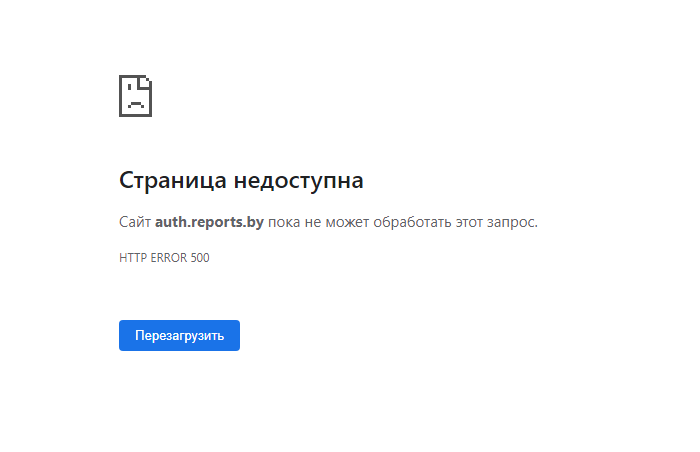 Страница недоступна
Сайт auth.reports.by пока не может обработать этот запрос.
HTTP ERROR 500
Перезагрузить